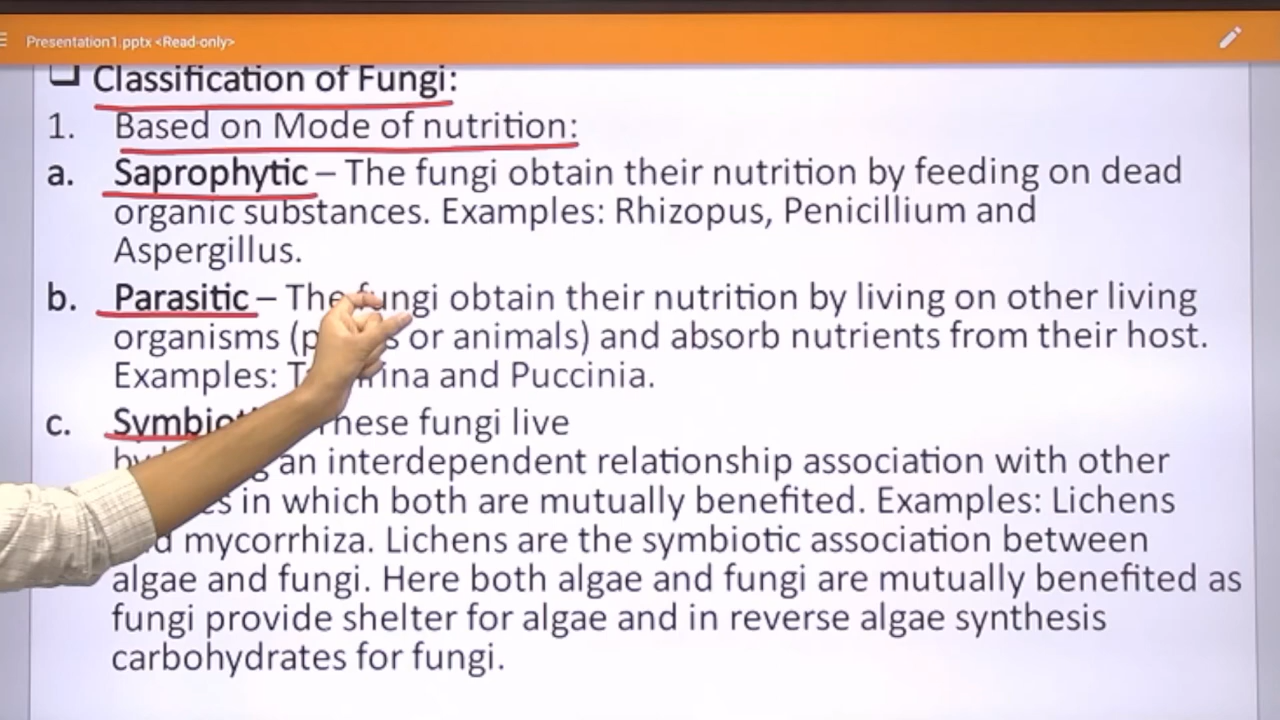 Presentation1.pptx <Read-only>
Classification of Fungi:
1. Based on Mode of nutrition:
a. Saprophytic – The fungi obtain their nutrition by feeding on dead
organic substances. Examples: Rhizopus, Penicillium and
Aspergillus.
b. Parasitic – The fungi obtain their nutrition by living on other living
organisms or animals) and absorb nutrients from their host.
Examples: and Puccinia.
c. fungi live
an interdependent relationship association with other
in which both are mutually benefited. Examples: Lichens
mycorrhiza. Lichens are the symbiotic association between
algae and fungi. Here both algae and fungi are mutually benefited as
fungi provide shelter for algae and in reverse algae synthesis
carbohydrates for fungi.